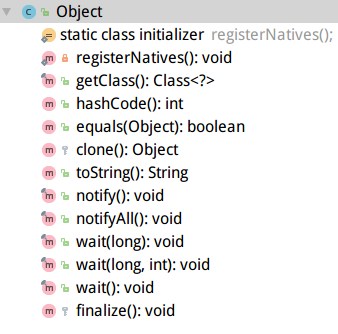 C Object
static class initializer registerNatives();
m registerNatives(): void
m getClass(): Class<?>
m hashCode(): int
m equals(Object): boolean
m clone(): Object
m toString(): String
m notify(): void
m notifyAll(): void
m wait(long): void
m wait(long, int): void
m wait(): void
m finalize(): void